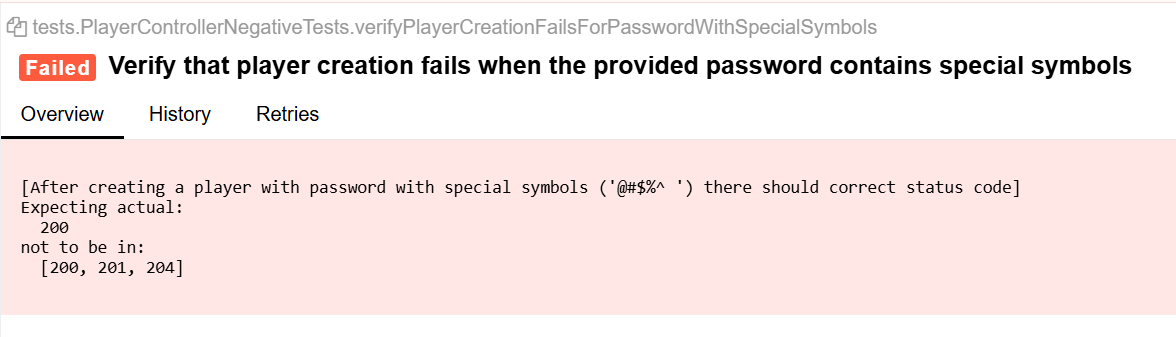 tests.PlayerControllerNegativeTests.verifyPlayerCreationFailsForPasswordWithSpecialSymbols
Failed Verify that player creation fails when the provided password contains special symbols
Overview History Retries
[After creating a player with password with special symbols ('@#$%^ ') there should correct status code]
Expecting actual:
  200
not to be in:
  [200, 201, 204]